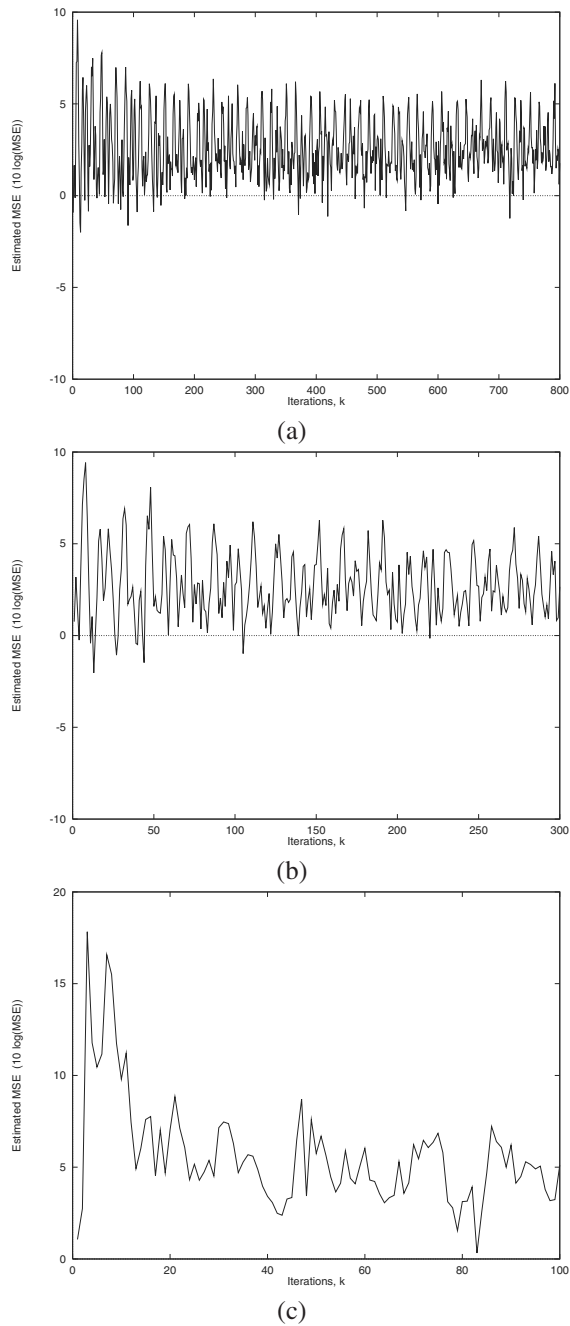 10
5
0
-5
-10
Estimated MSE (10 log(MSE))
0 100 200 300 400 500 600 700 800
Iterations, k
(a)
10
5
0
-5
-10
Estimated MSE (10 log(MSE))
0 50 100 150 200 250 300
Iterations, k
(b)
20
15
10
5
0
Estimated MSE (10 log(MSE))
0 20 40 60 80 100
Iterations, k
(c)